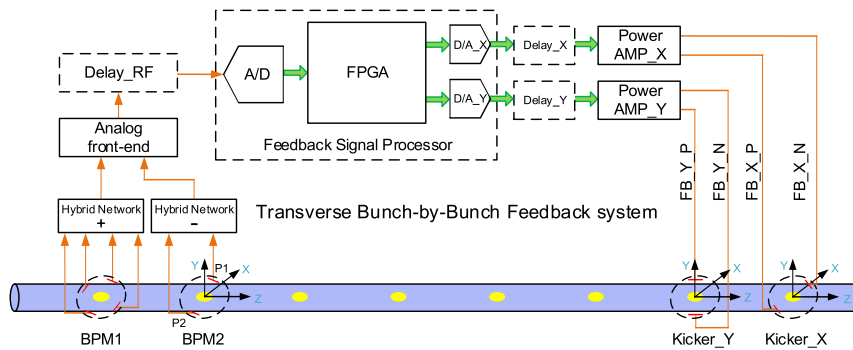 Delay_RF
A/D
FPGA
D/A_X
Delay_X
Power
AMP_X
D/A_Y
Delay_Y
Power
AMP_Y
Analog
front-end
Feedback Signal Processor
FB_Y_P
FB_Y_N
FB_X_P
FB_X_N
Hybrid Network
+
Hybrid Network
-
Transverse Bunch-by-Bunch Feedback system
P1
Y
X
Z
Y
X
Z
Y
X
Z
P2
BPM1
BPM2
Kicker_Y
Kicker_X